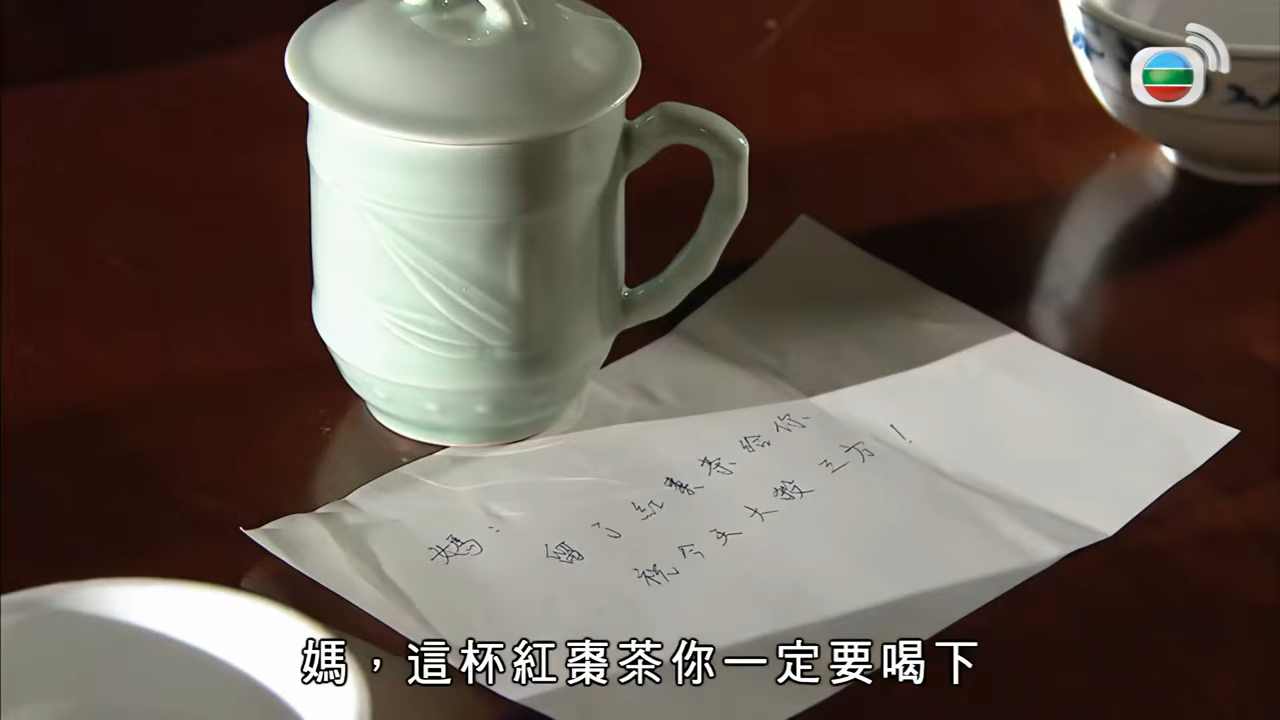 媽：
留了紅棗茶給你
祝今天大殺三方！
媽，這杯紅棗茶你一定要喝下